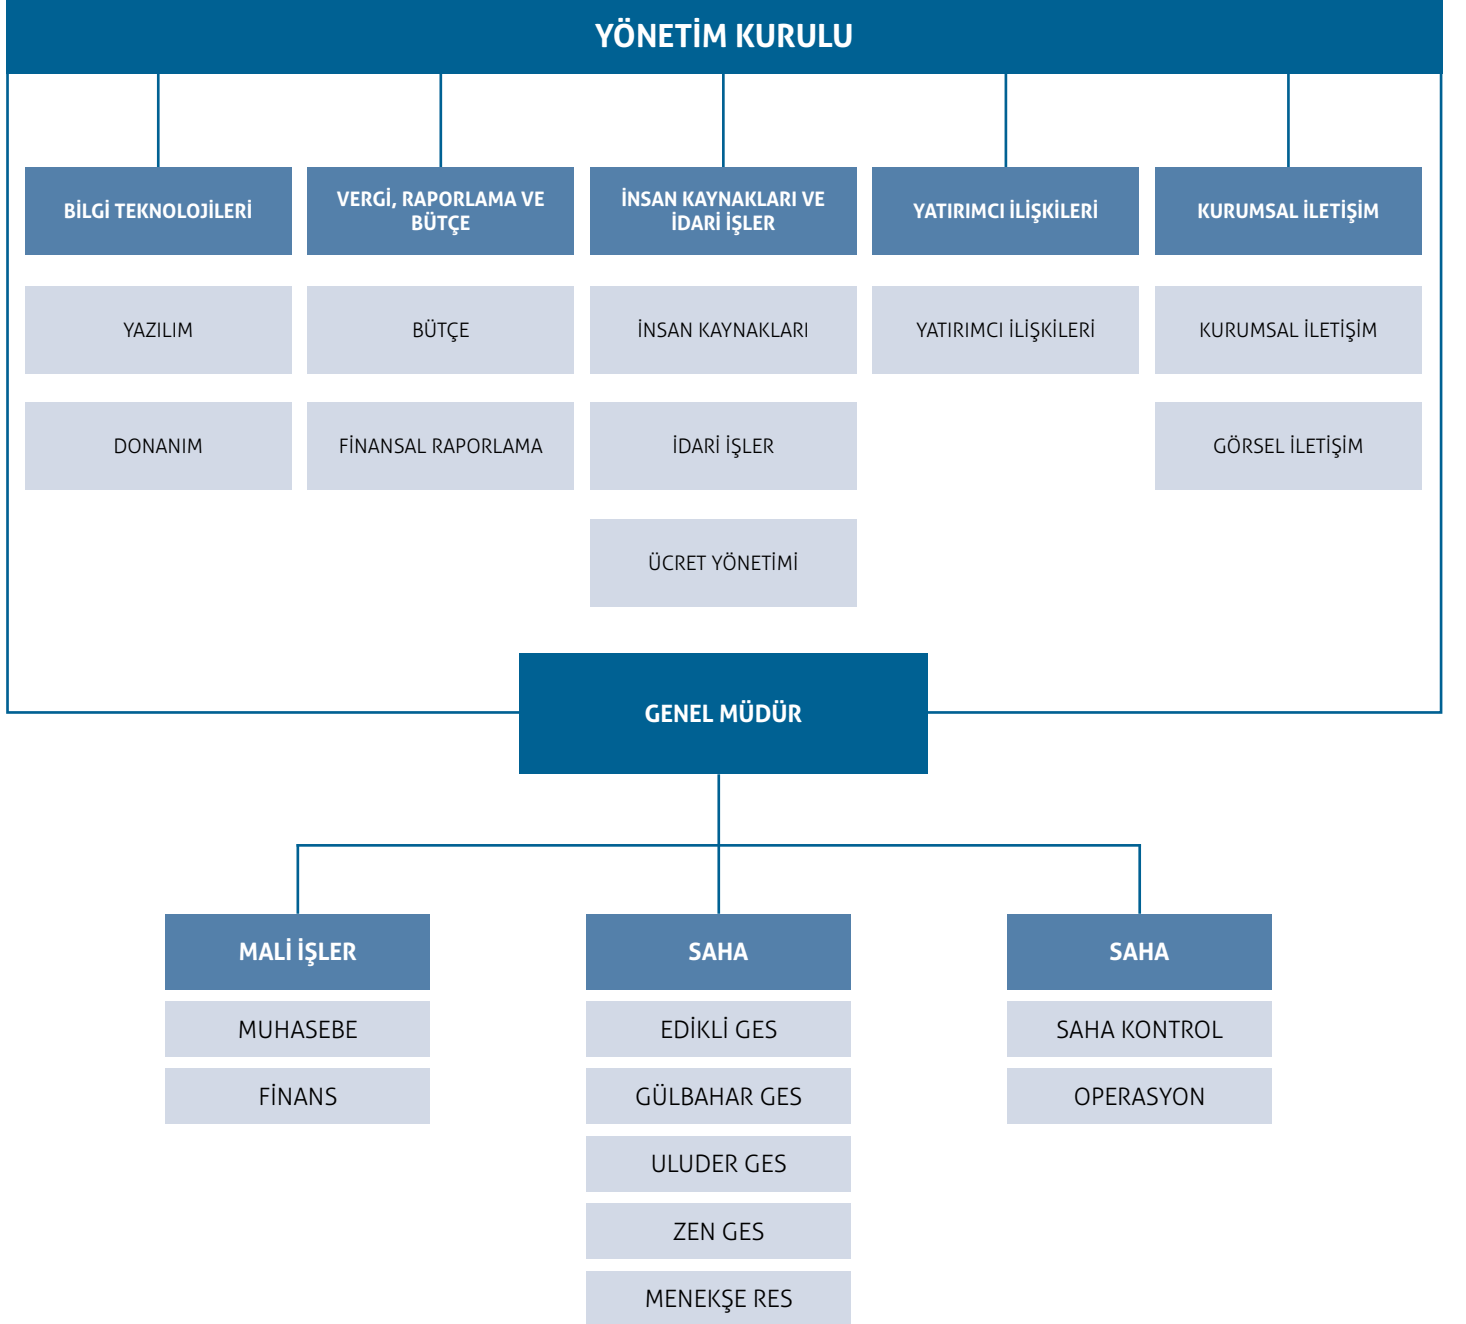 YÖNETİM KURULU
BİLGİ TEKNOLOJİLERİ
VERGİ, RAPORLAMA VE
BÜTÇE
İNSAN KAYNAKLARI VE
İDARİ İŞLER
YATIRIMCI İLİŞKİLERİ
KURUMSAL İLETİŞİM
YAZILIM
BÜTÇE
İNSAN KAYNAKLARI
YATIRIMCI İLİŞKİLERİ
KURUMSAL İLETİŞİM
DONANIM
FİNANSAL RAPORLAMA
İDARİ İŞLER
GÖRSEL İLETİŞİM
ÜCRET YÖNETİMİ
GENEL MÜDÜR
MALİ İŞLER
MUHASEBE
FİNANS
SAHA
EDİKLİ GES
GÜLBAHAR GES
ULUDER GES
ZEN GES
MENEKŞE RES
SAHA
SAHA KONTROL
OPERASYON